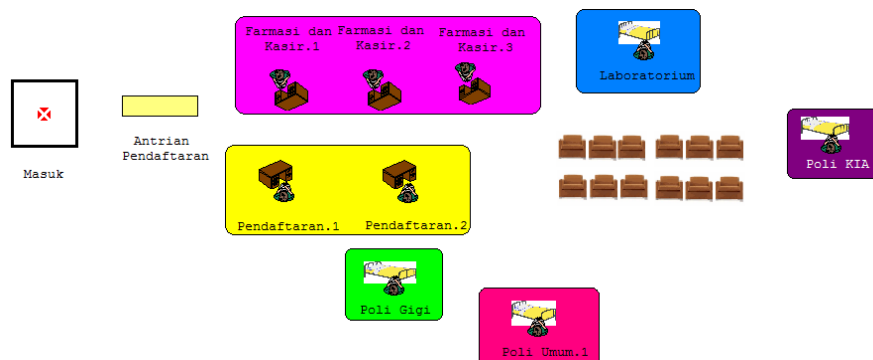 Farmasi dan
Kasir.1
Farmasi dan
Kasir.2
Farmasi dan
Kasir.3
Laboratorium
Masuk
Antrian
Pendaftaran
Poli KIA
Pendaftaran.1
Pendaftaran.2
Poli Gigi
Poli Umum.1